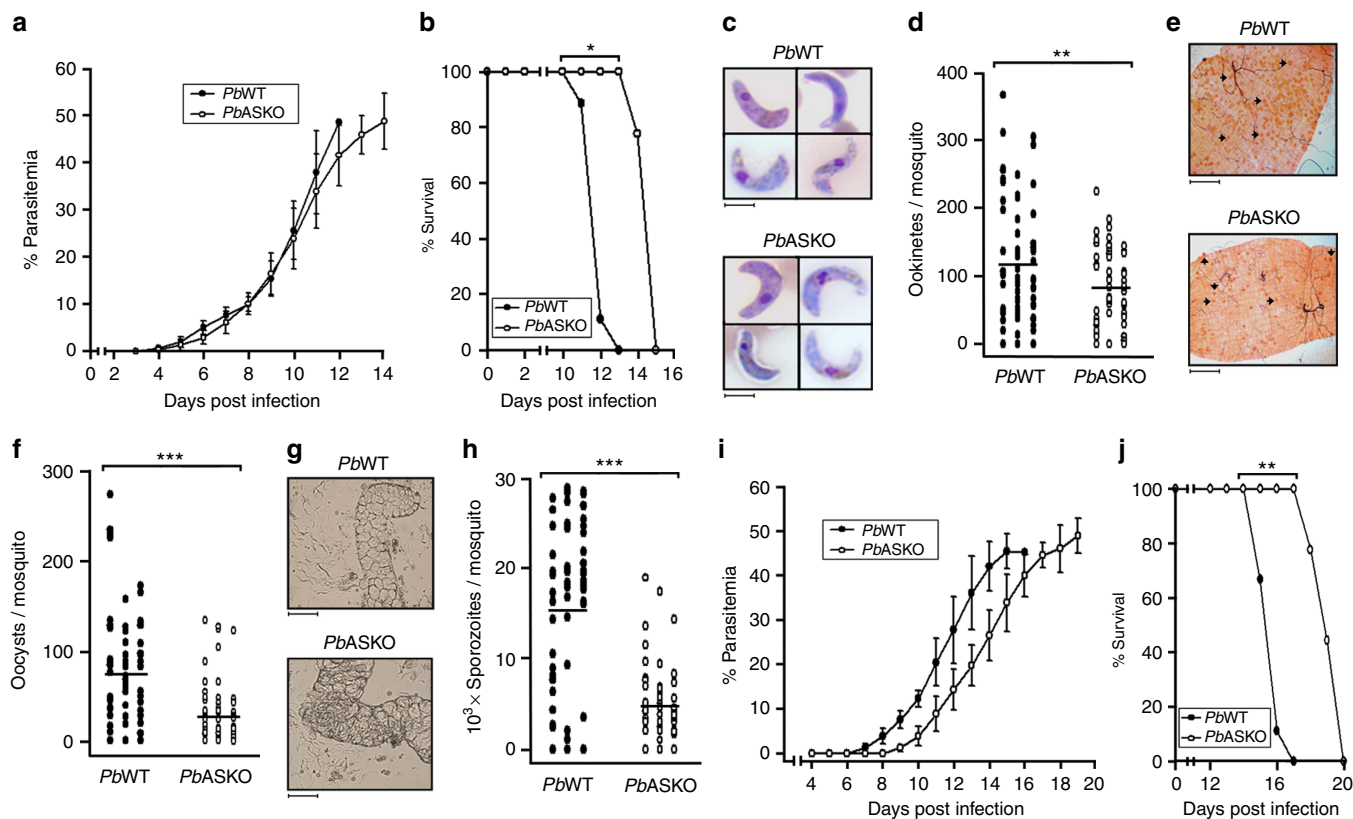 a
60
50
40
30
20
10
0
% Parasitemia
PbWT
PbASKO
0 2 4 6 8 10 12 14
Days post infection
b
*
100
80
60
40
20
0
% Survival
PbWT
PbASKO
0 2 10 12 14 16
Days post infection
c
PbWT
PbASKO
d
**
400
300
200
100
0
Ookinetes / mosquito
PbWT PbASKO
e
PbWT
PbASKO
f
***
300
200
100
0
Oocysts / mosquito
PbWT PbASKO
g
PbWT
PbASKO
h
***
30
20
10
0
10³× Sporozoites / mosquito
PbWT PbASKO
i
60
50
40
30
20
10
0
% Parasitemia
PbWT
PbASKO
4 6 8 10 12 14 16 18 20
Days post infection
j
**
100
80
60
40
20
0
% Survival
PbWT
PbASKO
0 12 16 20
Days post infection